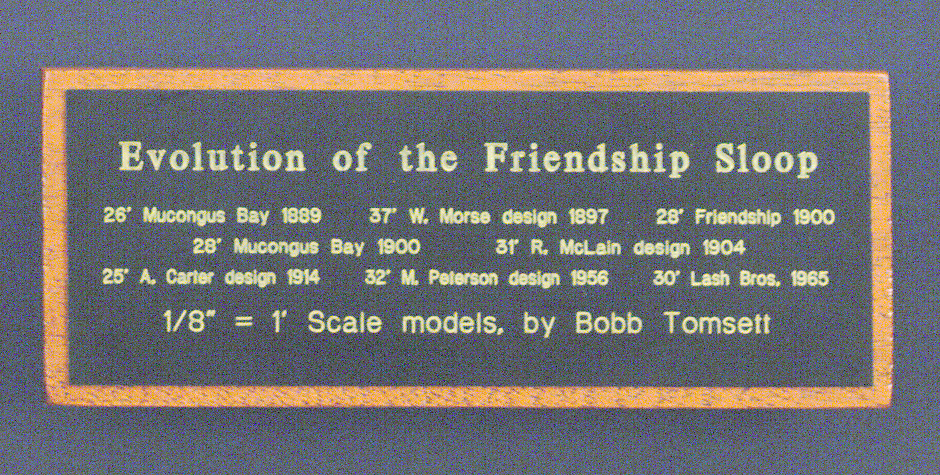 Evolution of the Friendship Sloop
26' Mucongus Bay 1889 37' W. Morse design 1897 28' Friendship 1900
28' Mucongus Bay 1900 31' R. McLain design 1904
25' A. Carter design 1914 32' M. Peterson design 1956 30' Lash Bros. 1965
1/8" = 1' Scale models, by Bobb Tomsett